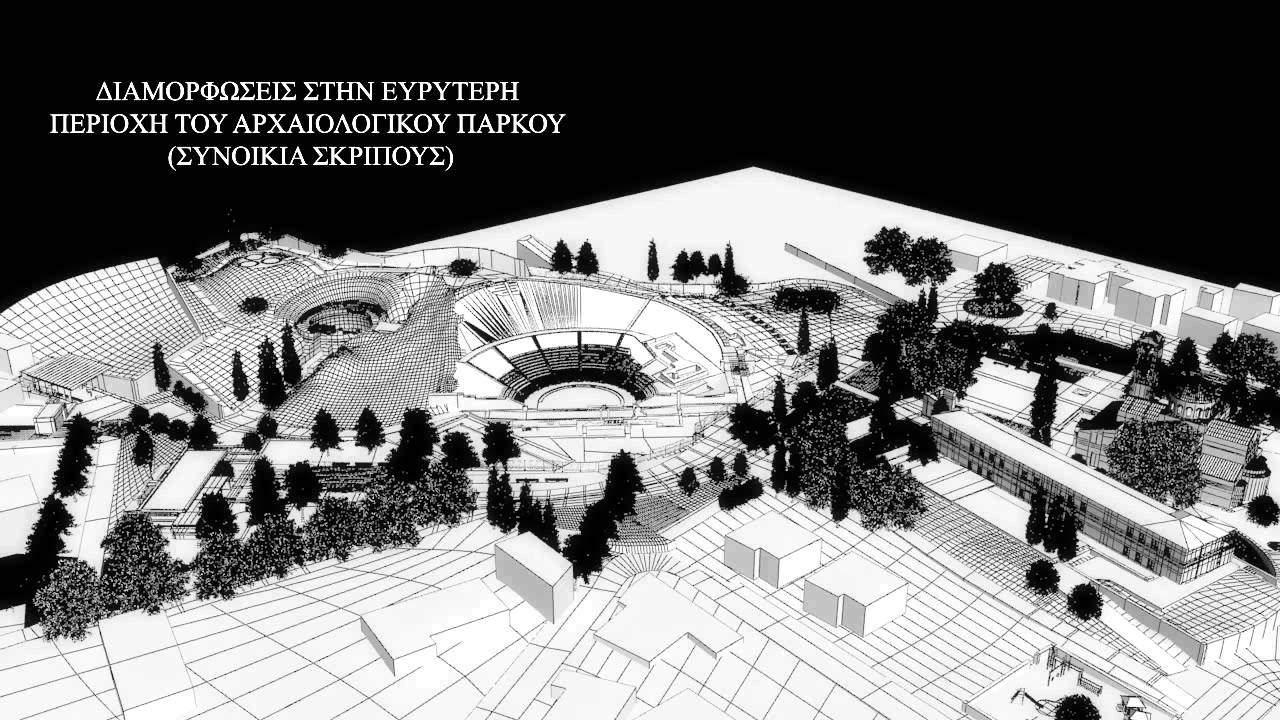 ΔΙΑΜΟΡΦΩΣΕΙΣ ΣΤΗΝ ΕΥΡΥΤΕΡΗ
ΠΕΡΙΟΧΗ ΤΟΥ ΑΡΧΑΙΟΛΟΓΙΚΟΥ ΠΑΡΚΟΥ
(ΣΥΝΟΙΚΙΑ ΣΚΡΙΠΟΥΣ)